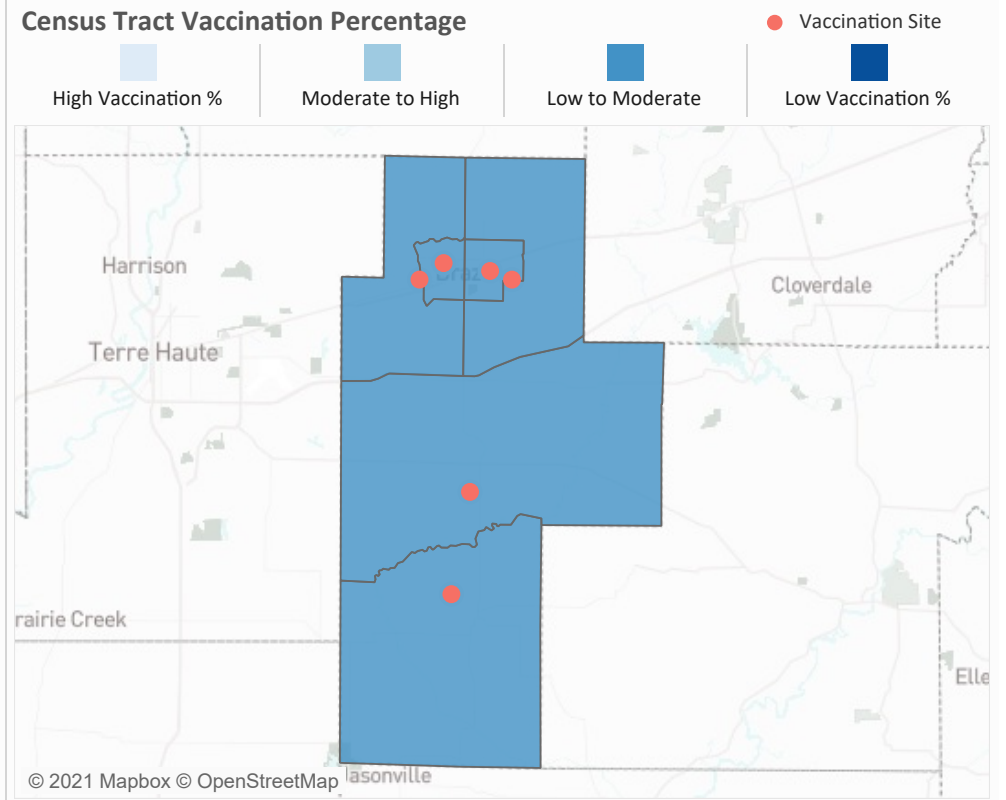 Census Tract Vaccination Percentage
Vaccination Site
High Vaccination %
Moderate to High
Low to Moderate
Low Vaccination %
Harrison
Braz
Cloverdale
Terre Haute
rairie Creek
Elle
asonville
© 2021 Mapbox © OpenStreetMap